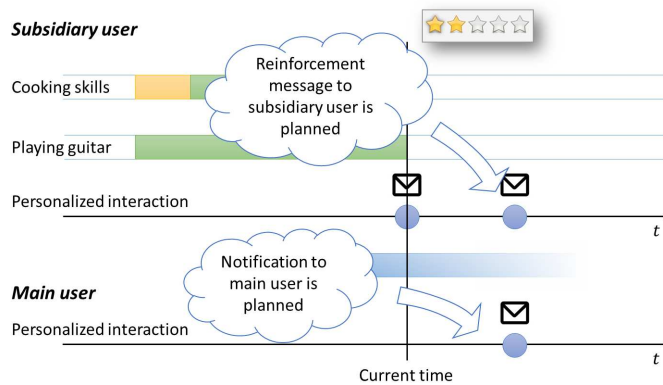 Subsidiary user
Cooking skills
Reinforcement
message to
subsidiary user is
planned
Playing guitar
Personalized interaction
t
Notification to
main user is
planned
Main user
Personalized interaction
t
Current time